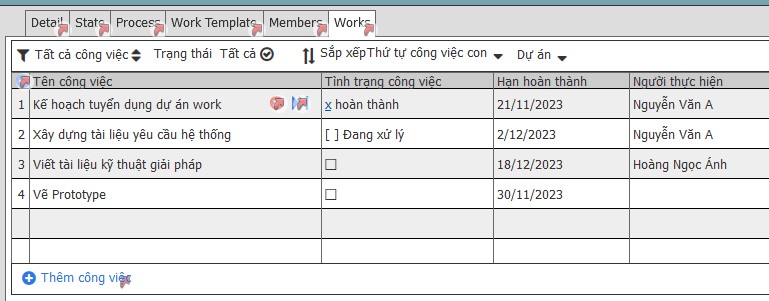 Detail State Process Work Template Members Works
Tất cả công việc Trạng thái Tất cả Sắp xếpThứ tự công việc con Dự án
Tên công việc Tình trạng công việc Hạn hoàn thành Người thực hiện
1 Kế hoạch tuyển dụng dự án work x hoàn thành 21/11/2023 Nguyễn Văn A
2 Xây dựng tài liệu yêu cầu hệ thống [ ] Đang xử lý 2/12/2023 Nguyễn Văn A
3 Viết tài liệu kỹ thuật giải pháp ☐ 18/12/2023 Hoàng Ngọc Ánh
4 Vẽ Prototype ☐ 30/11/2023
Thêm công việc